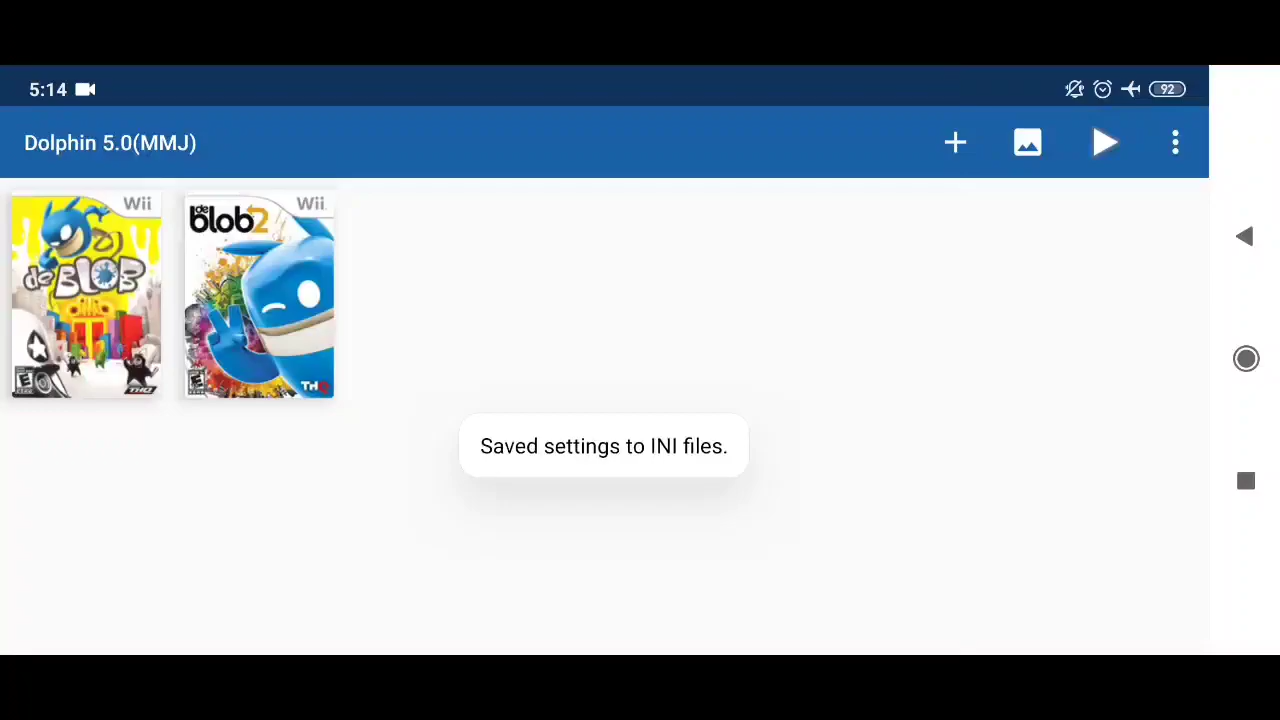 5:14
92
Dolphin 5.0(MMJ)
Wii
de BLOB
E
THQ
Wii
de
blob2
E
THQ
Saved settings to INI files.